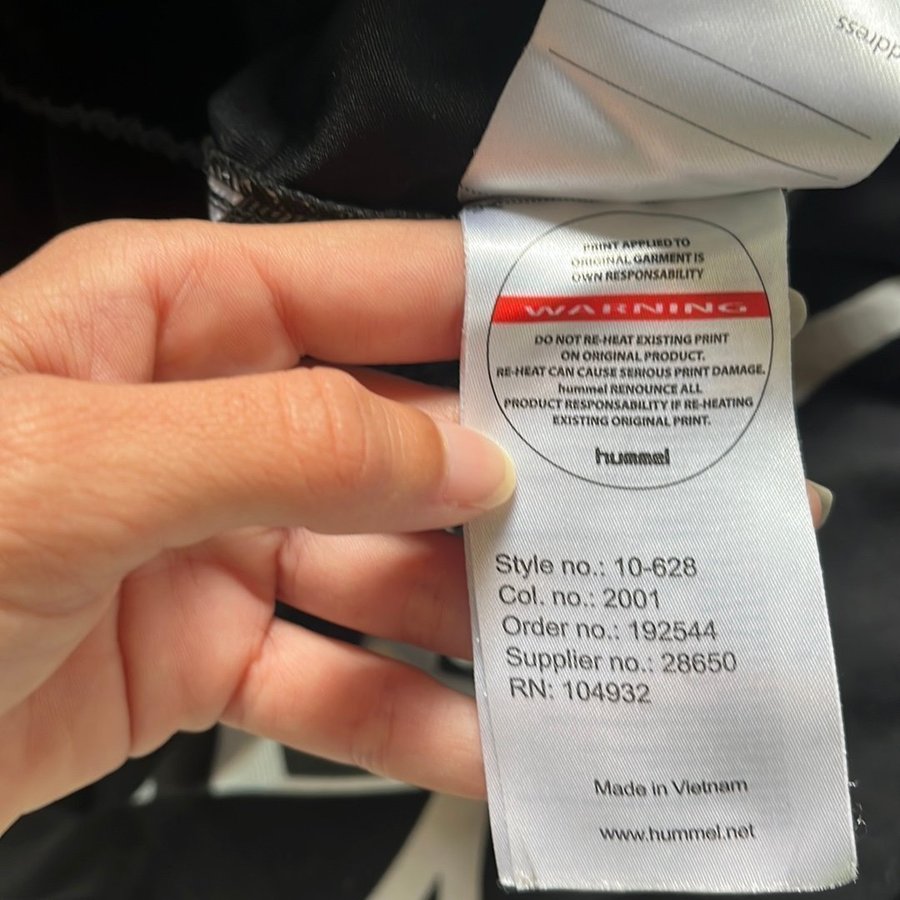 ddress
PRINT APPLIED TO
ORIGINAL GARMENT IS
OWN RESPONSABILITY
WARNING
DO NOT RE-HEAT EXISTING PRINT
ON ORIGINAL PRODUCT.
RE-HEAT CAN CAUSE SERIOUS PRINT DAMAGE.
hummel RENOUNCE ALL
PRODUCT RESPONSABILITY IF RE-HEATING
EXISTING ORIGINAL PRINT.
hummel
Style no.: 10-628
Col. no.: 2001
Order no.: 192544
Supplier no.: 28650
RN: 104932
Made in Vietnam
www.hummel.net